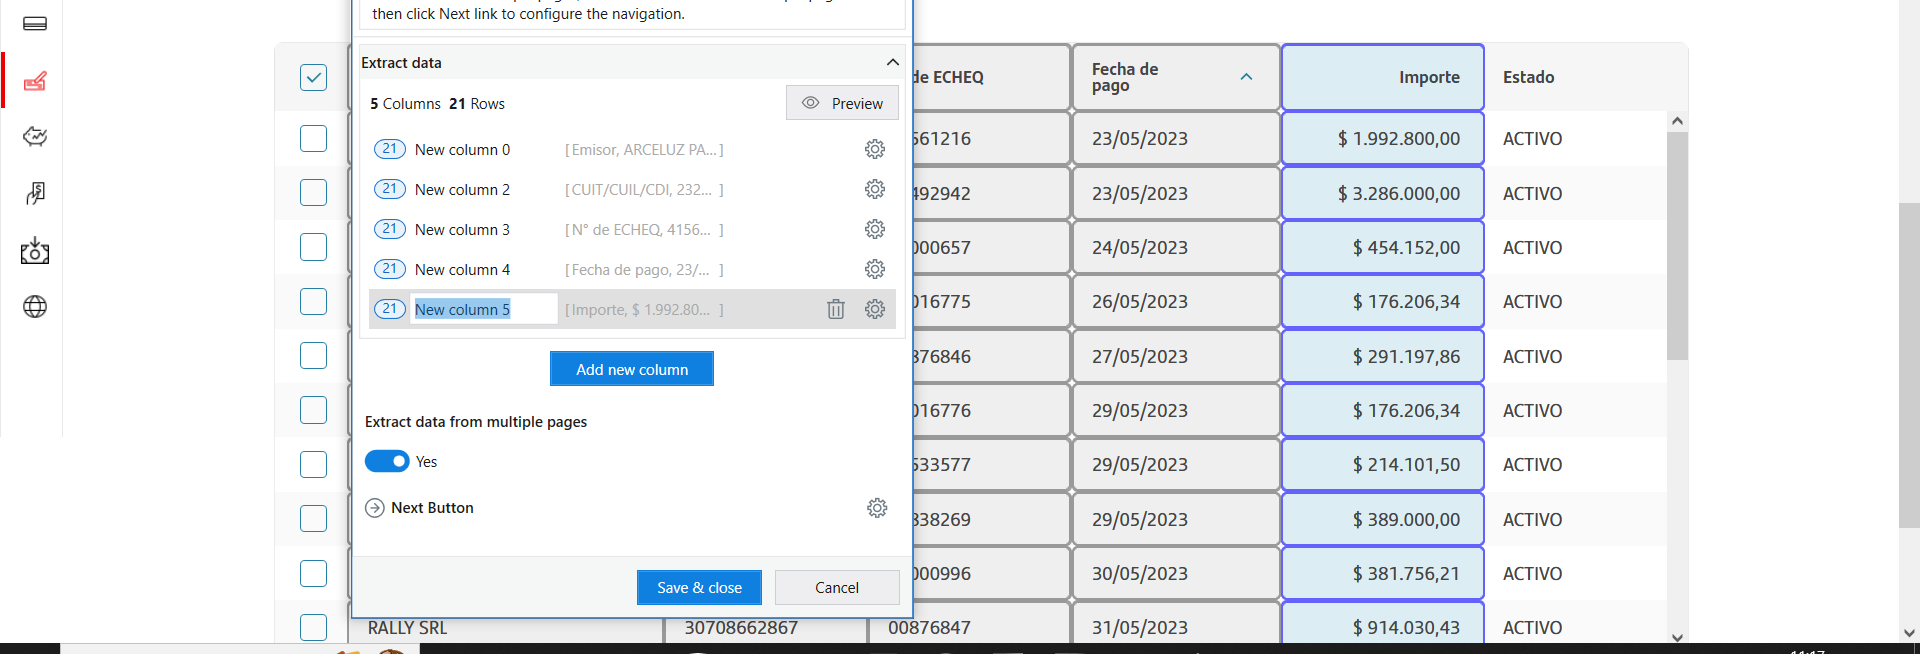 then click Next link to configure the navigation.
Extract data
5 Columns 21 Rows
Preview
21 New column 0 [Emisor, ARCELUZ PA...]
21 New column 2 [CUIT/CUIL/CDI, 232... ]
21 New column 3 [N° de ECHEQ, 4156... ]
21 New column 4 [Fecha de pago, 23/... ]
21 New column 5 [Importe, $ 1.992.80... ]
Add new column
Extract data from multiple pages
Yes
Next Button
Save & close Cancel
de ECHEQ Fecha de pago Importe Estado
561216 23/05/2023 $ 1.992.800,00 ACTIVO
492942 23/05/2023 $ 3.286.000,00 ACTIVO
000657 24/05/2023 $ 454.152,00 ACTIVO
016775 26/05/2023 $ 176.206,34 ACTIVO
876846 27/05/2023 $ 291.197,86 ACTIVO
016776 29/05/2023 $ 176.206,34 ACTIVO
533577 29/05/2023 $ 214.101,50 ACTIVO
838269 29/05/2023 $ 389.000,00 ACTIVO
000996 30/05/2023 $ 381.756,21 ACTIVO
RALLY SRL 30708662867 00876847 31/05/2023 $ 914.030,43 ACTIVO